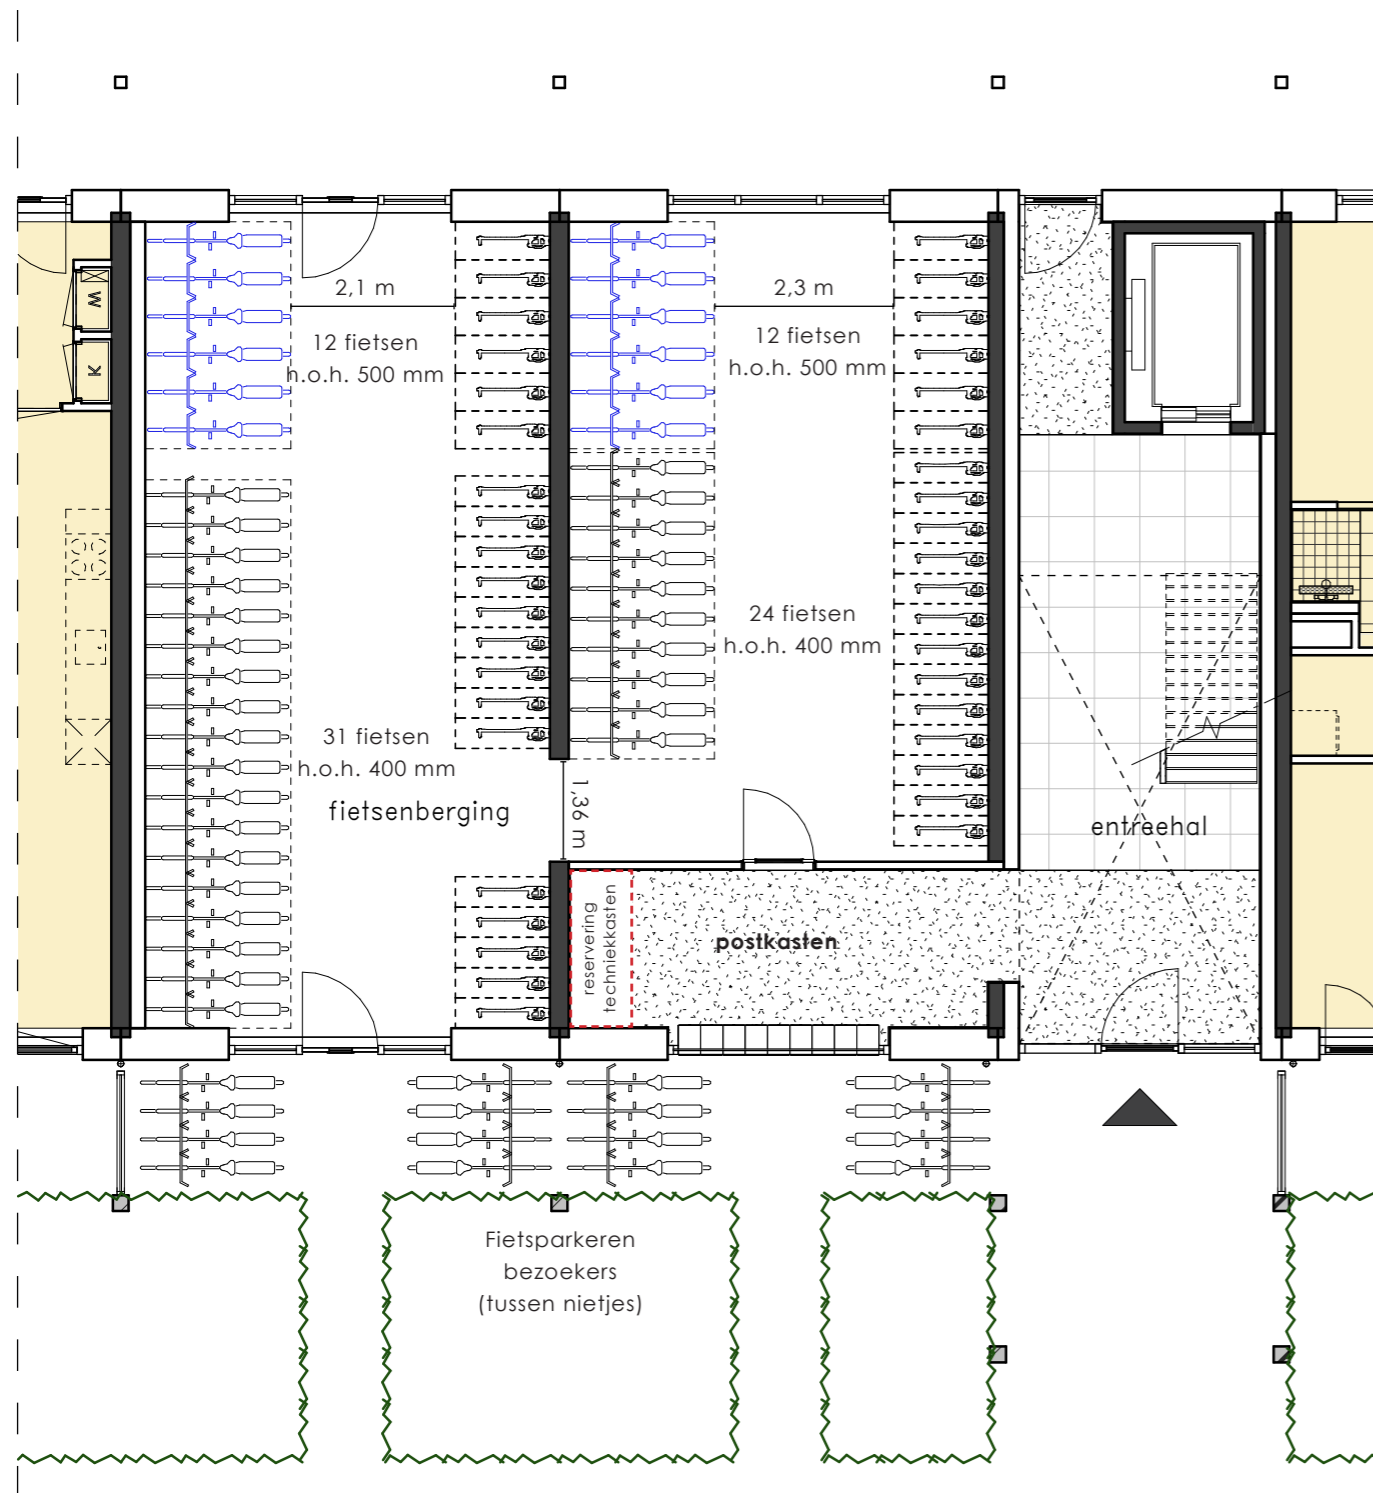 2,1 m
2,3 m
12 fietsen
h.o.h. 500 mm
12 fietsen
h.o.h. 500 mm
W
K
24 fietsen
h.o.h. 400 mm
31 fietsen
h.o.h. 400 mm
fietsenberging
1,36 m
entreehal
reservering
techniekkasten
postkasten
Fietsparkeren
bezoekers
(tussen nietjes)